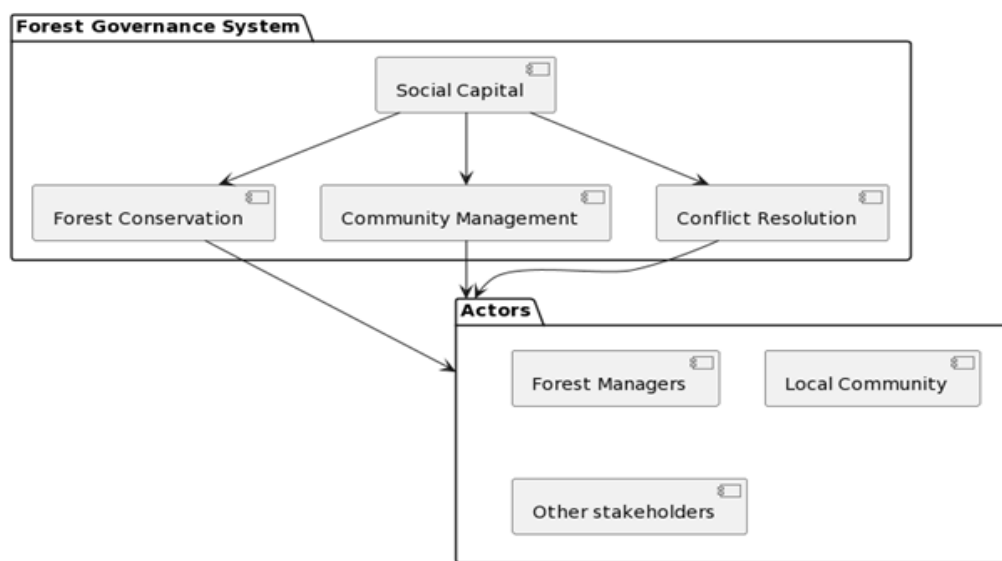 Forest Governance System
Social Capital
Forest Conservation
Community Management
Conflict Resolution
Actors
Forest Managers
Local Community
Other stakeholders